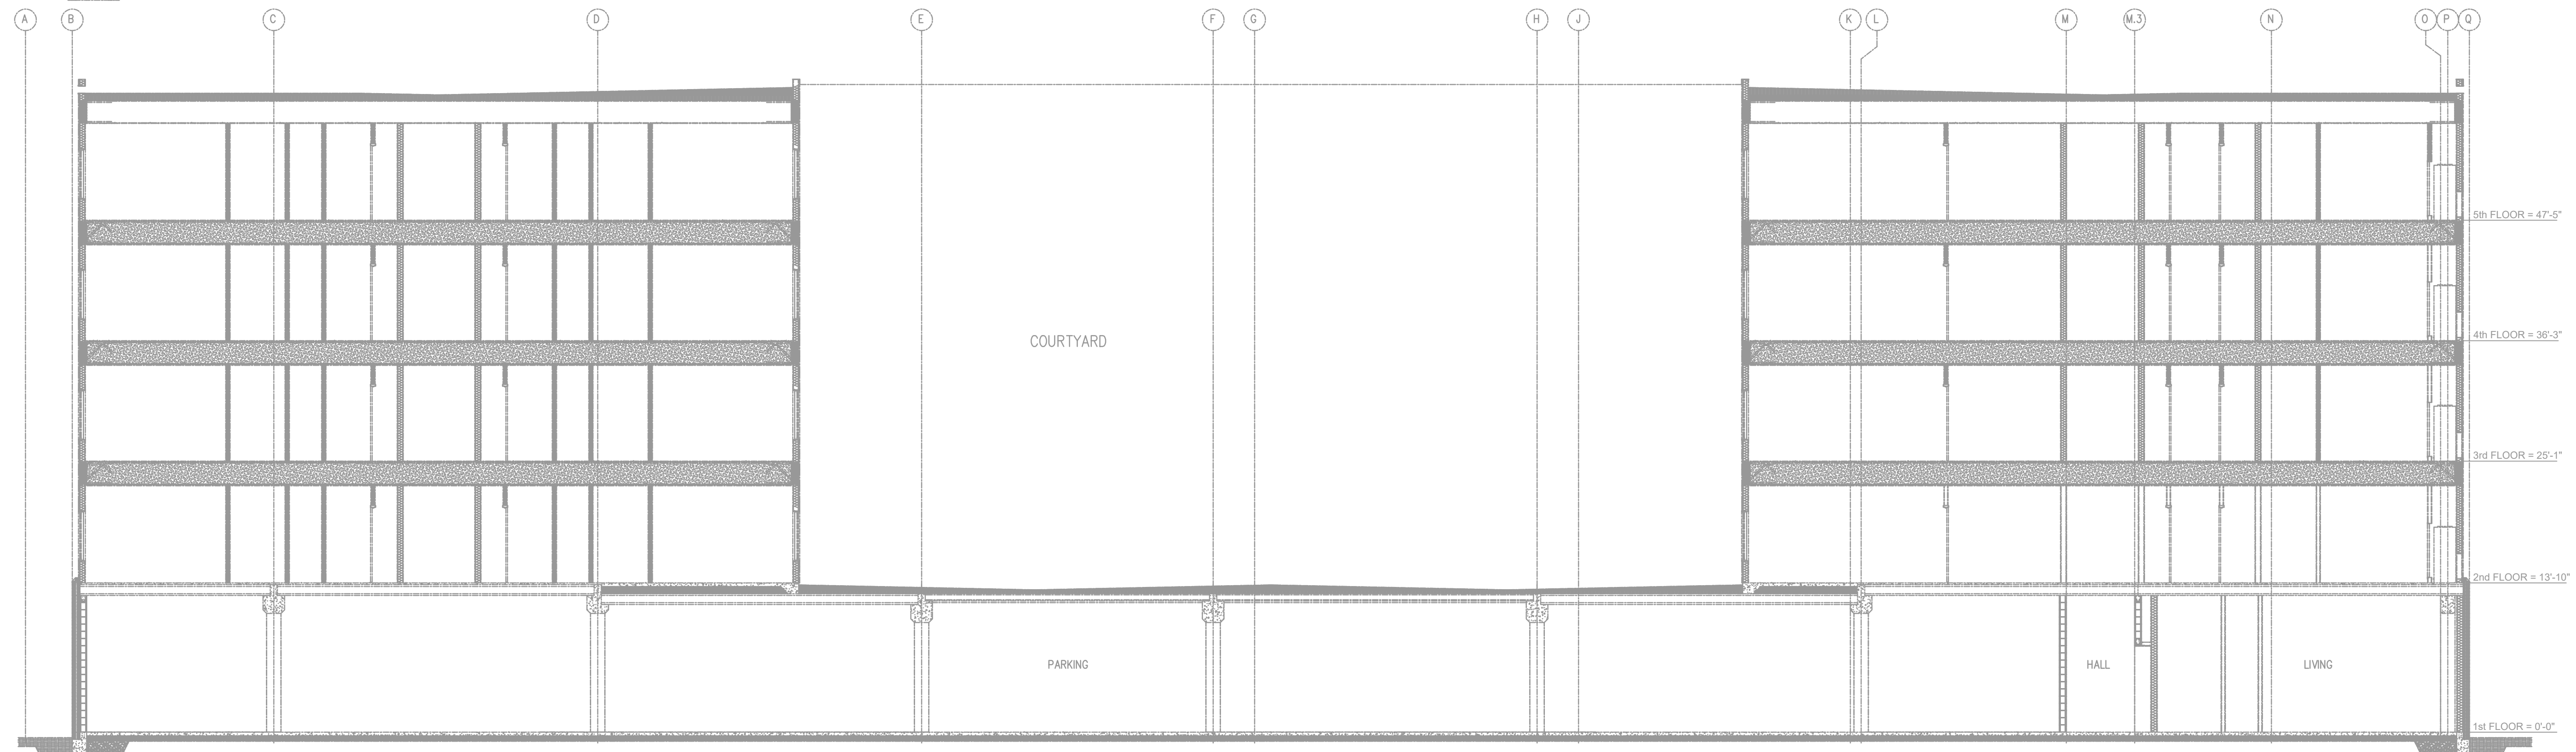 A B C D E F G H J K L M M.3 N O P Q
5th FLOOR = 47'-5"
COURTYARD
4th FLOOR = 36'-3"
3rd FLOOR = 25'-1"
2nd FLOOR = 13'-10"
PARKING HALL LIVING
1st FLOOR = 0'-0"